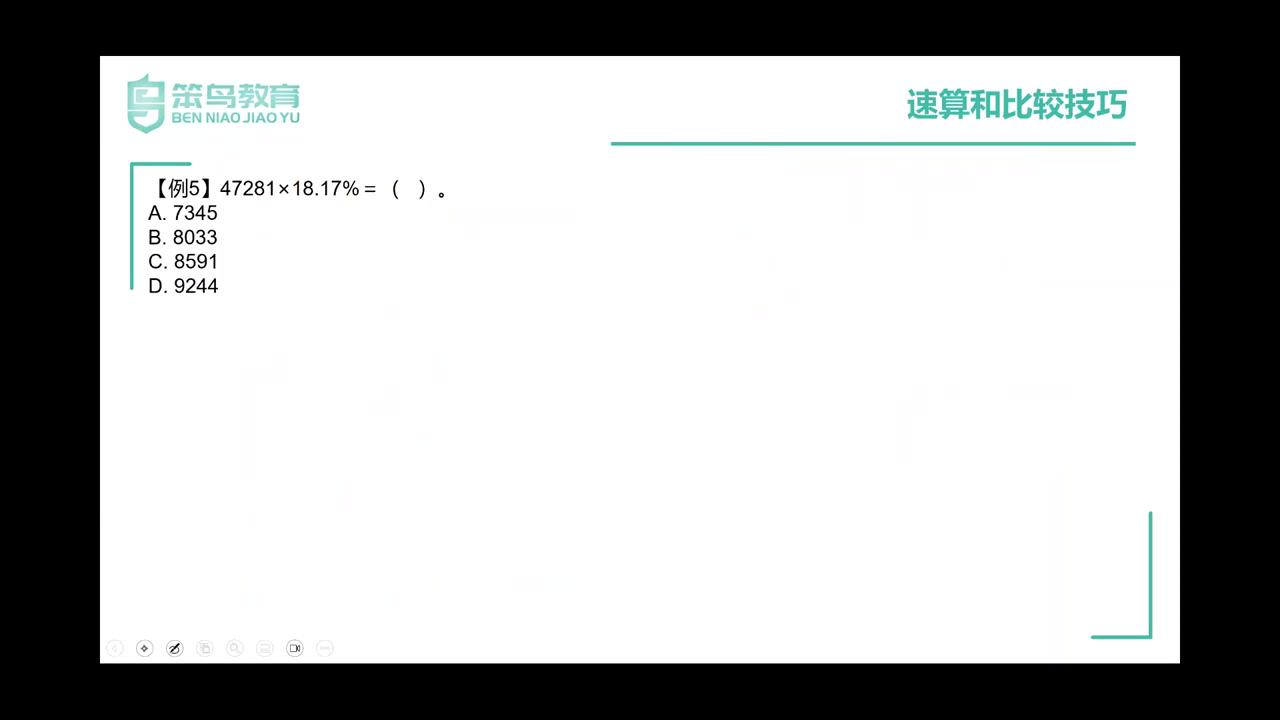 笨鸟教育
BEN NIAO JIAO YU
速算和比较技巧
【例5】47281×18.17% = （ ）。
A. 7345
B. 8033
C. 8591
D. 9244